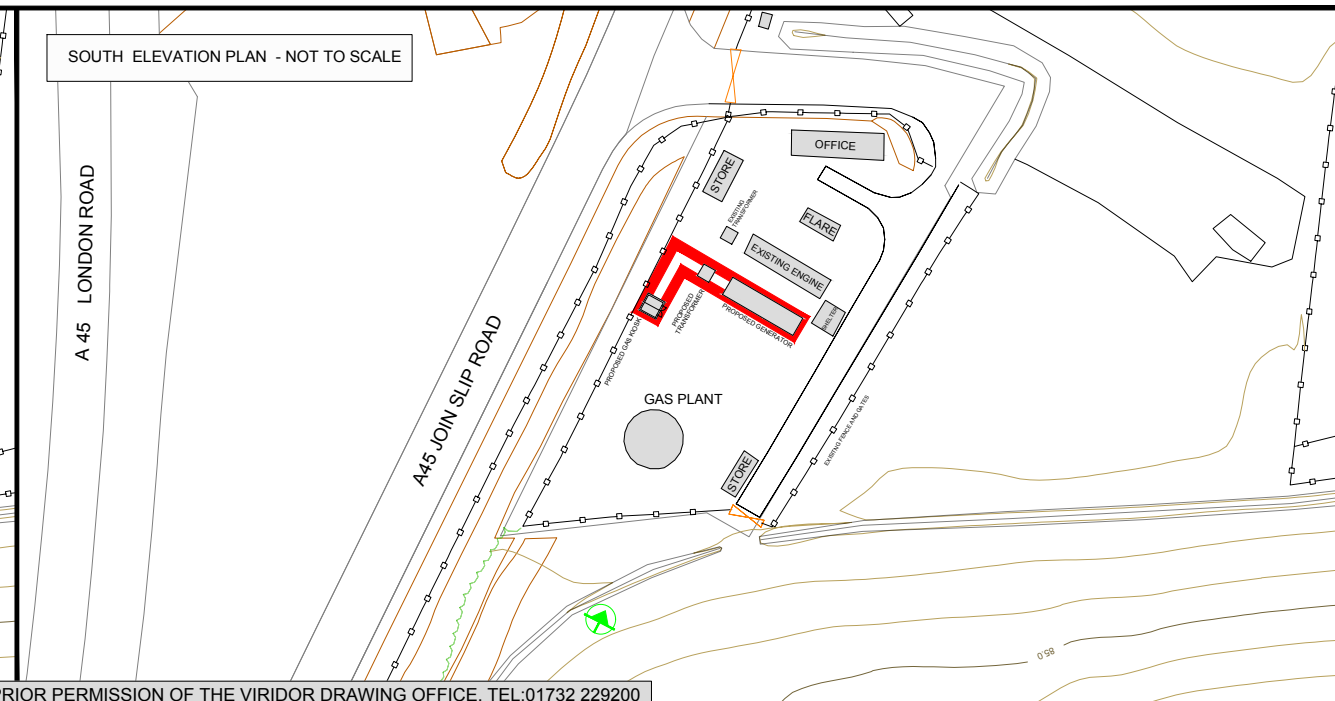 SOUTH ELEVATION PLAN - NOT TO SCALE
A 45 LONDON ROAD
A45 JOIN SLIP ROAD
OFFICE
STORE
EXISTING
TRANSFORMER
FLARE
EXISTING ENGINE
SHELTER
PROPOSED
TRANSFORMER
PROPOSED GENERATOR
PROPOSED GAS KIOSK
GAS PLANT
STORE
EXISTING FENCE AND GATES
85.0
PRIOR PERMISSION OF THE VIRIDOR DRAWING OFFICE. TEL:01732 229200